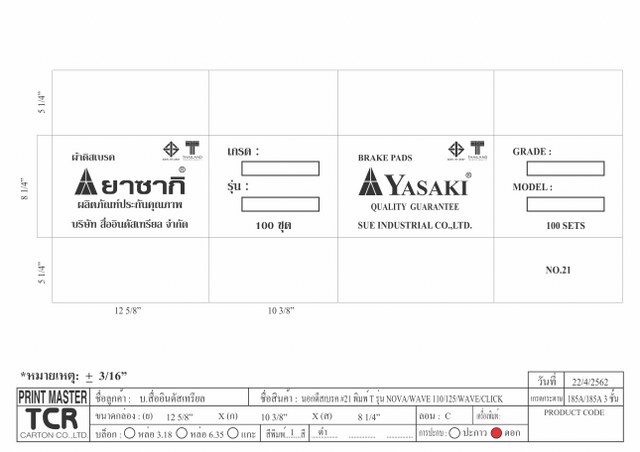 5 1/4"
8 1/4"
5 1/4"
ผ้าดิสเบรค
ยาซากิ®
ผลิตภัณฑ์ประกันคุณภาพ
บริษัท สื่ออินดัสเทรียล จำกัด
เกรด :
รุ่น :
100 ชุด
BRAKE PADS
YASAKI®
QUALITY GUARANTEE
SUE INDUSTRIAL CO.,LTD.
GRADE :
MODEL :
100 SETS
NO.21
12 5/8"
10 3/8"
*หมายเหตุ: ± 3/16"
วันที่ 22/4/2562
PRINT MASTER
TCR
CARTON CO.,LTD.
ชื่อลูกค้า : บ.สื่ออินดัสเทรียล
ชื่อสินค้า : นอกดิสเบรค #21 พิมพ์ T รุ่น NOVA/WAVE 110/125/WAVE/CLICK
เกรดกระดาษ 185A/185A 3 ชั้น
ขนาดกล่อง : (ย) 12 5/8" X (ก) 10 3/8" X (ส) 8 1/4"
ลอน : C
PRODUCT CODE
บล็อก : หล่อ 3.18 หล่อ 6.35 แกะ
สีพิมพ์ 1 สี ดำ
การประกบ : ปะกาว ตอก